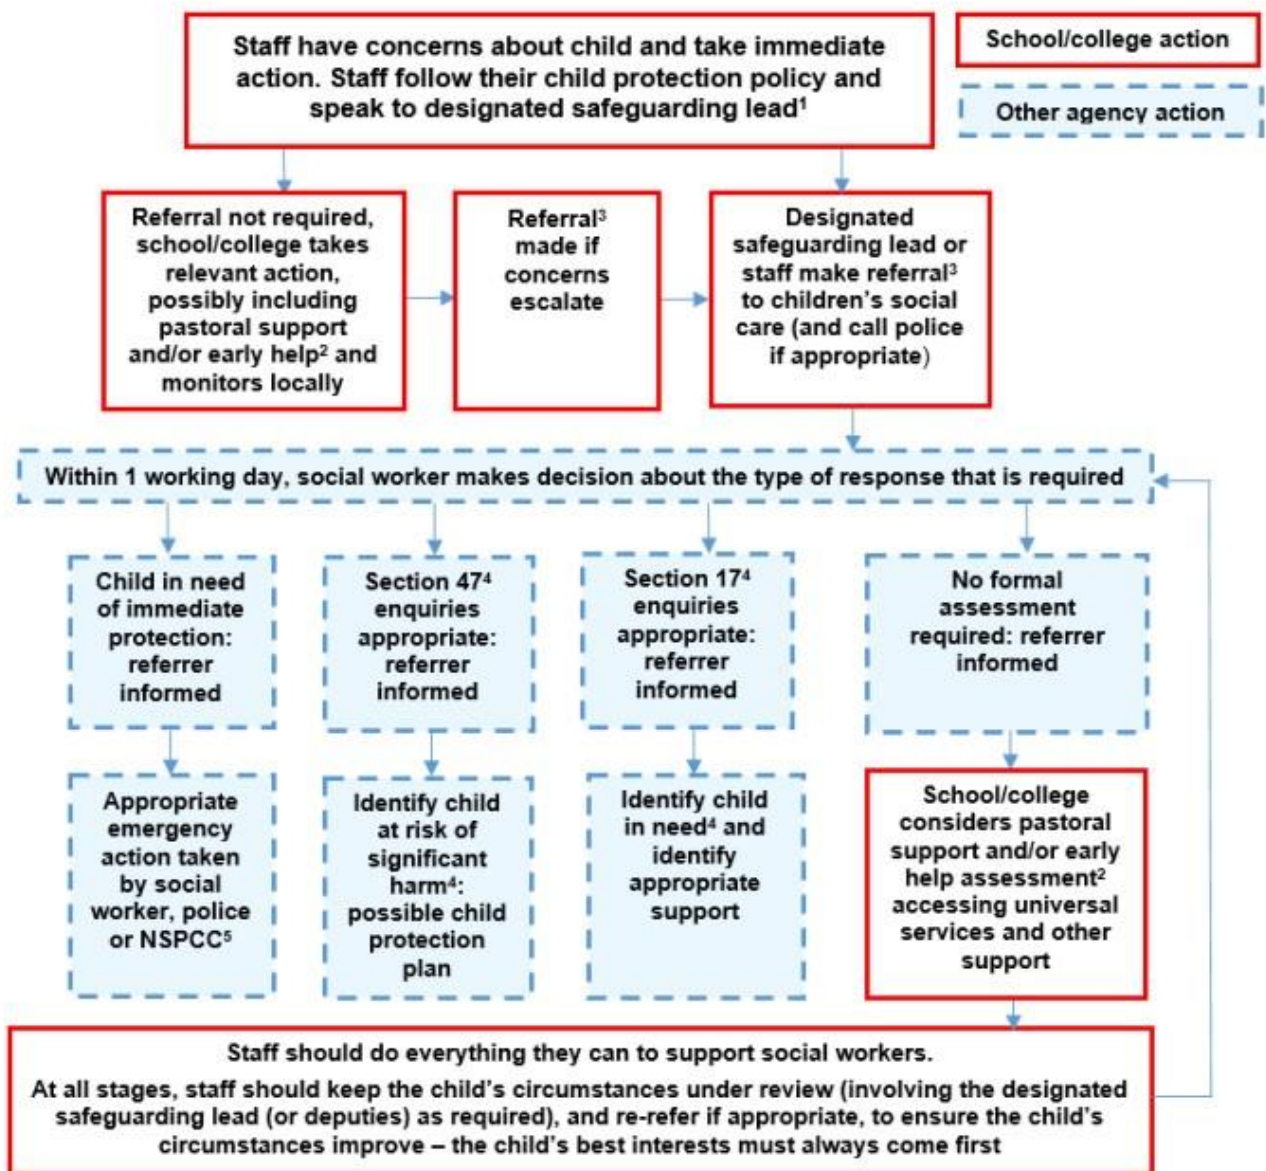 Staff have concerns about child and take immediate
action. Staff follow their child protection policy and
speak to designated safeguarding lead¹
School/college action
Other agency action
Referral not required,
school/college takes
relevant action,
possibly including
pastoral support
and/or early help² and
monitors locally
Referral³
made if
concerns
escalate
Designated
safeguarding lead or
staff make referral³
to children’s social
care (and call police
if appropriate)
Within 1 working day, social worker makes decision about the type of response that is required
Child in need
of immediate
protection:
referrer
informed
Section 47⁴
enquiries
appropriate:
referrer
informed
Section 17⁴
enquiries
appropriate:
referrer
informed
No formal
assessment
required: referrer
informed
Appropriate
emergency
action taken
by social
worker, police
or NSPCC⁵
Identify child
at risk of
significant
harm⁴:
possible child
protection
plan
Identify child
in need⁴ and
identify
appropriate
support
School/college
considers pastoral
support and/or early
help assessment²
accessing universal
services and other
support
Staff should do everything they can to support social workers.
At all stages, staff should keep the child’s circumstances under review (involving the designated
safeguarding lead (or deputies) as required), and re-refer if appropriate, to ensure the child’s
circumstances improve – the child’s best interests must always come first